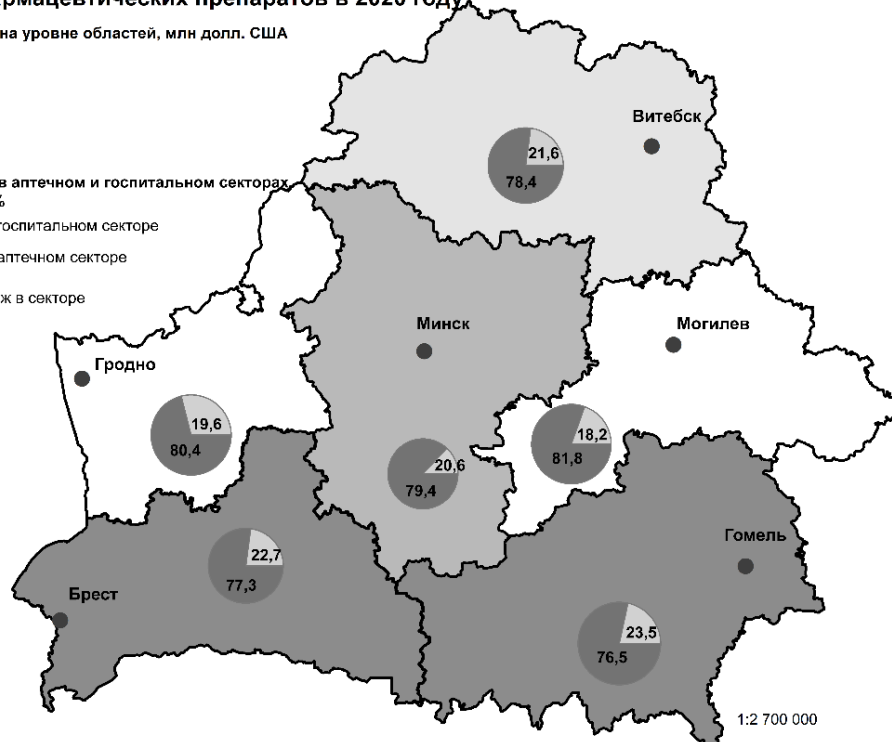 препаратов в 2020 году
на уровне областей, млн долл. США
Витебск
21,6
78,4
в аптечном и госпитальном секторах
%
госпитальном секторе
аптечном секторе
в секторе
Минск
Могилев
Гродно
19,6
80,4
18,2
81,8
20,6
79,4
Гомель
22,7
77,3
Брест
23,5
76,5
1:2 700 000